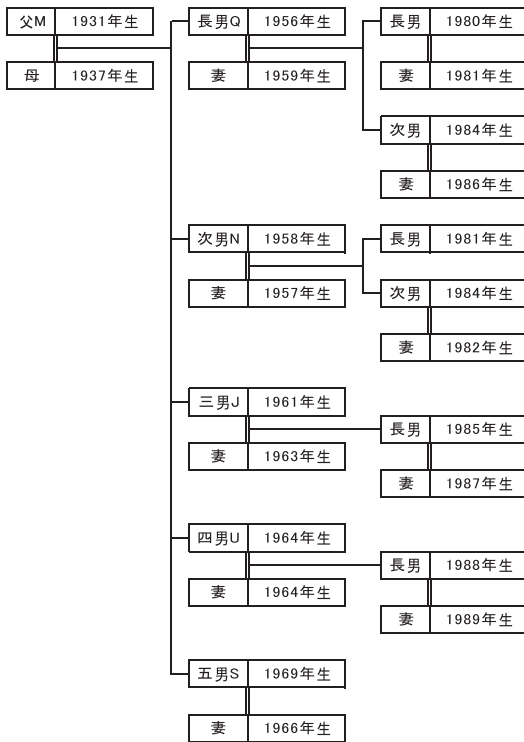 父M 1931年生 長男Q 1956年生 長男 1980年生
母 1937年生 妻 1959年生 妻 1981年生
次男 1984年生
妻 1986年生
次男N 1958年生 長男 1981年生
妻 1957年生 次男 1984年生
妻 1982年生
三男J 1961年生
長男 1985年生
妻 1963年生
妻 1987年生
四男U 1964年生
長男 1988年生
妻 1964年生
妻 1989年生
五男S 1969年生
妻 1966年生